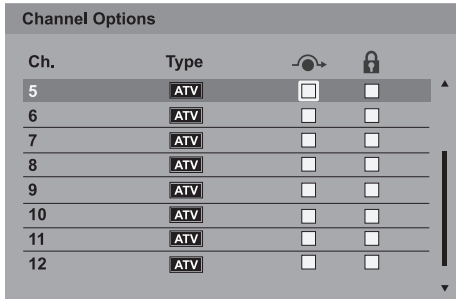 Channel Options
Ch. Type
5 ATV
6 ATV
7 ATV
8 ATV
9 ATV
10 ATV
11 ATV
12 ATV